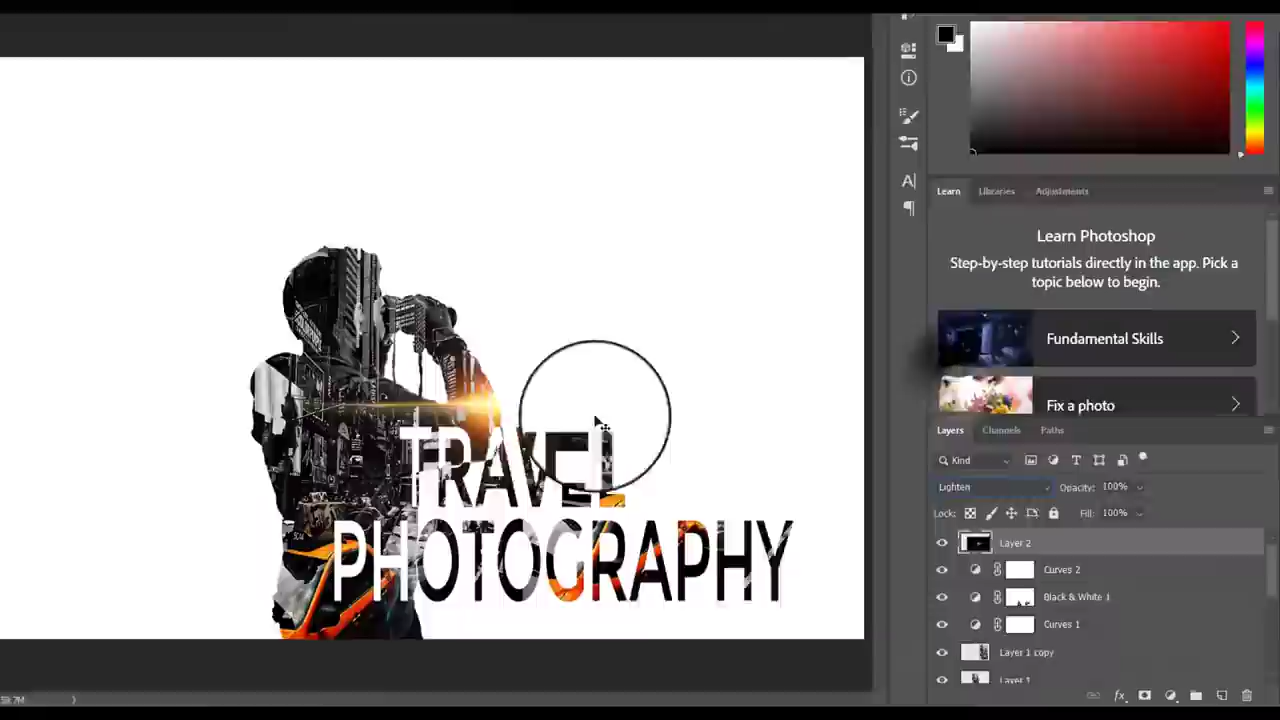 Learn Libraries Adjustments
Learn Photoshop
Step-by-step tutorials directly in the app. Pick a
topic below to begin.
Fundamental Skills
Fix a photo
TRAVEL
PHOTOGRAPHY
Layers Channels Paths
Kind
Lighten Opacity: 100%
Lock: Fill: 100%
Layer 2
Curves 2
Black & White 1
Curves 1
Layer 1 copy
Layer 1